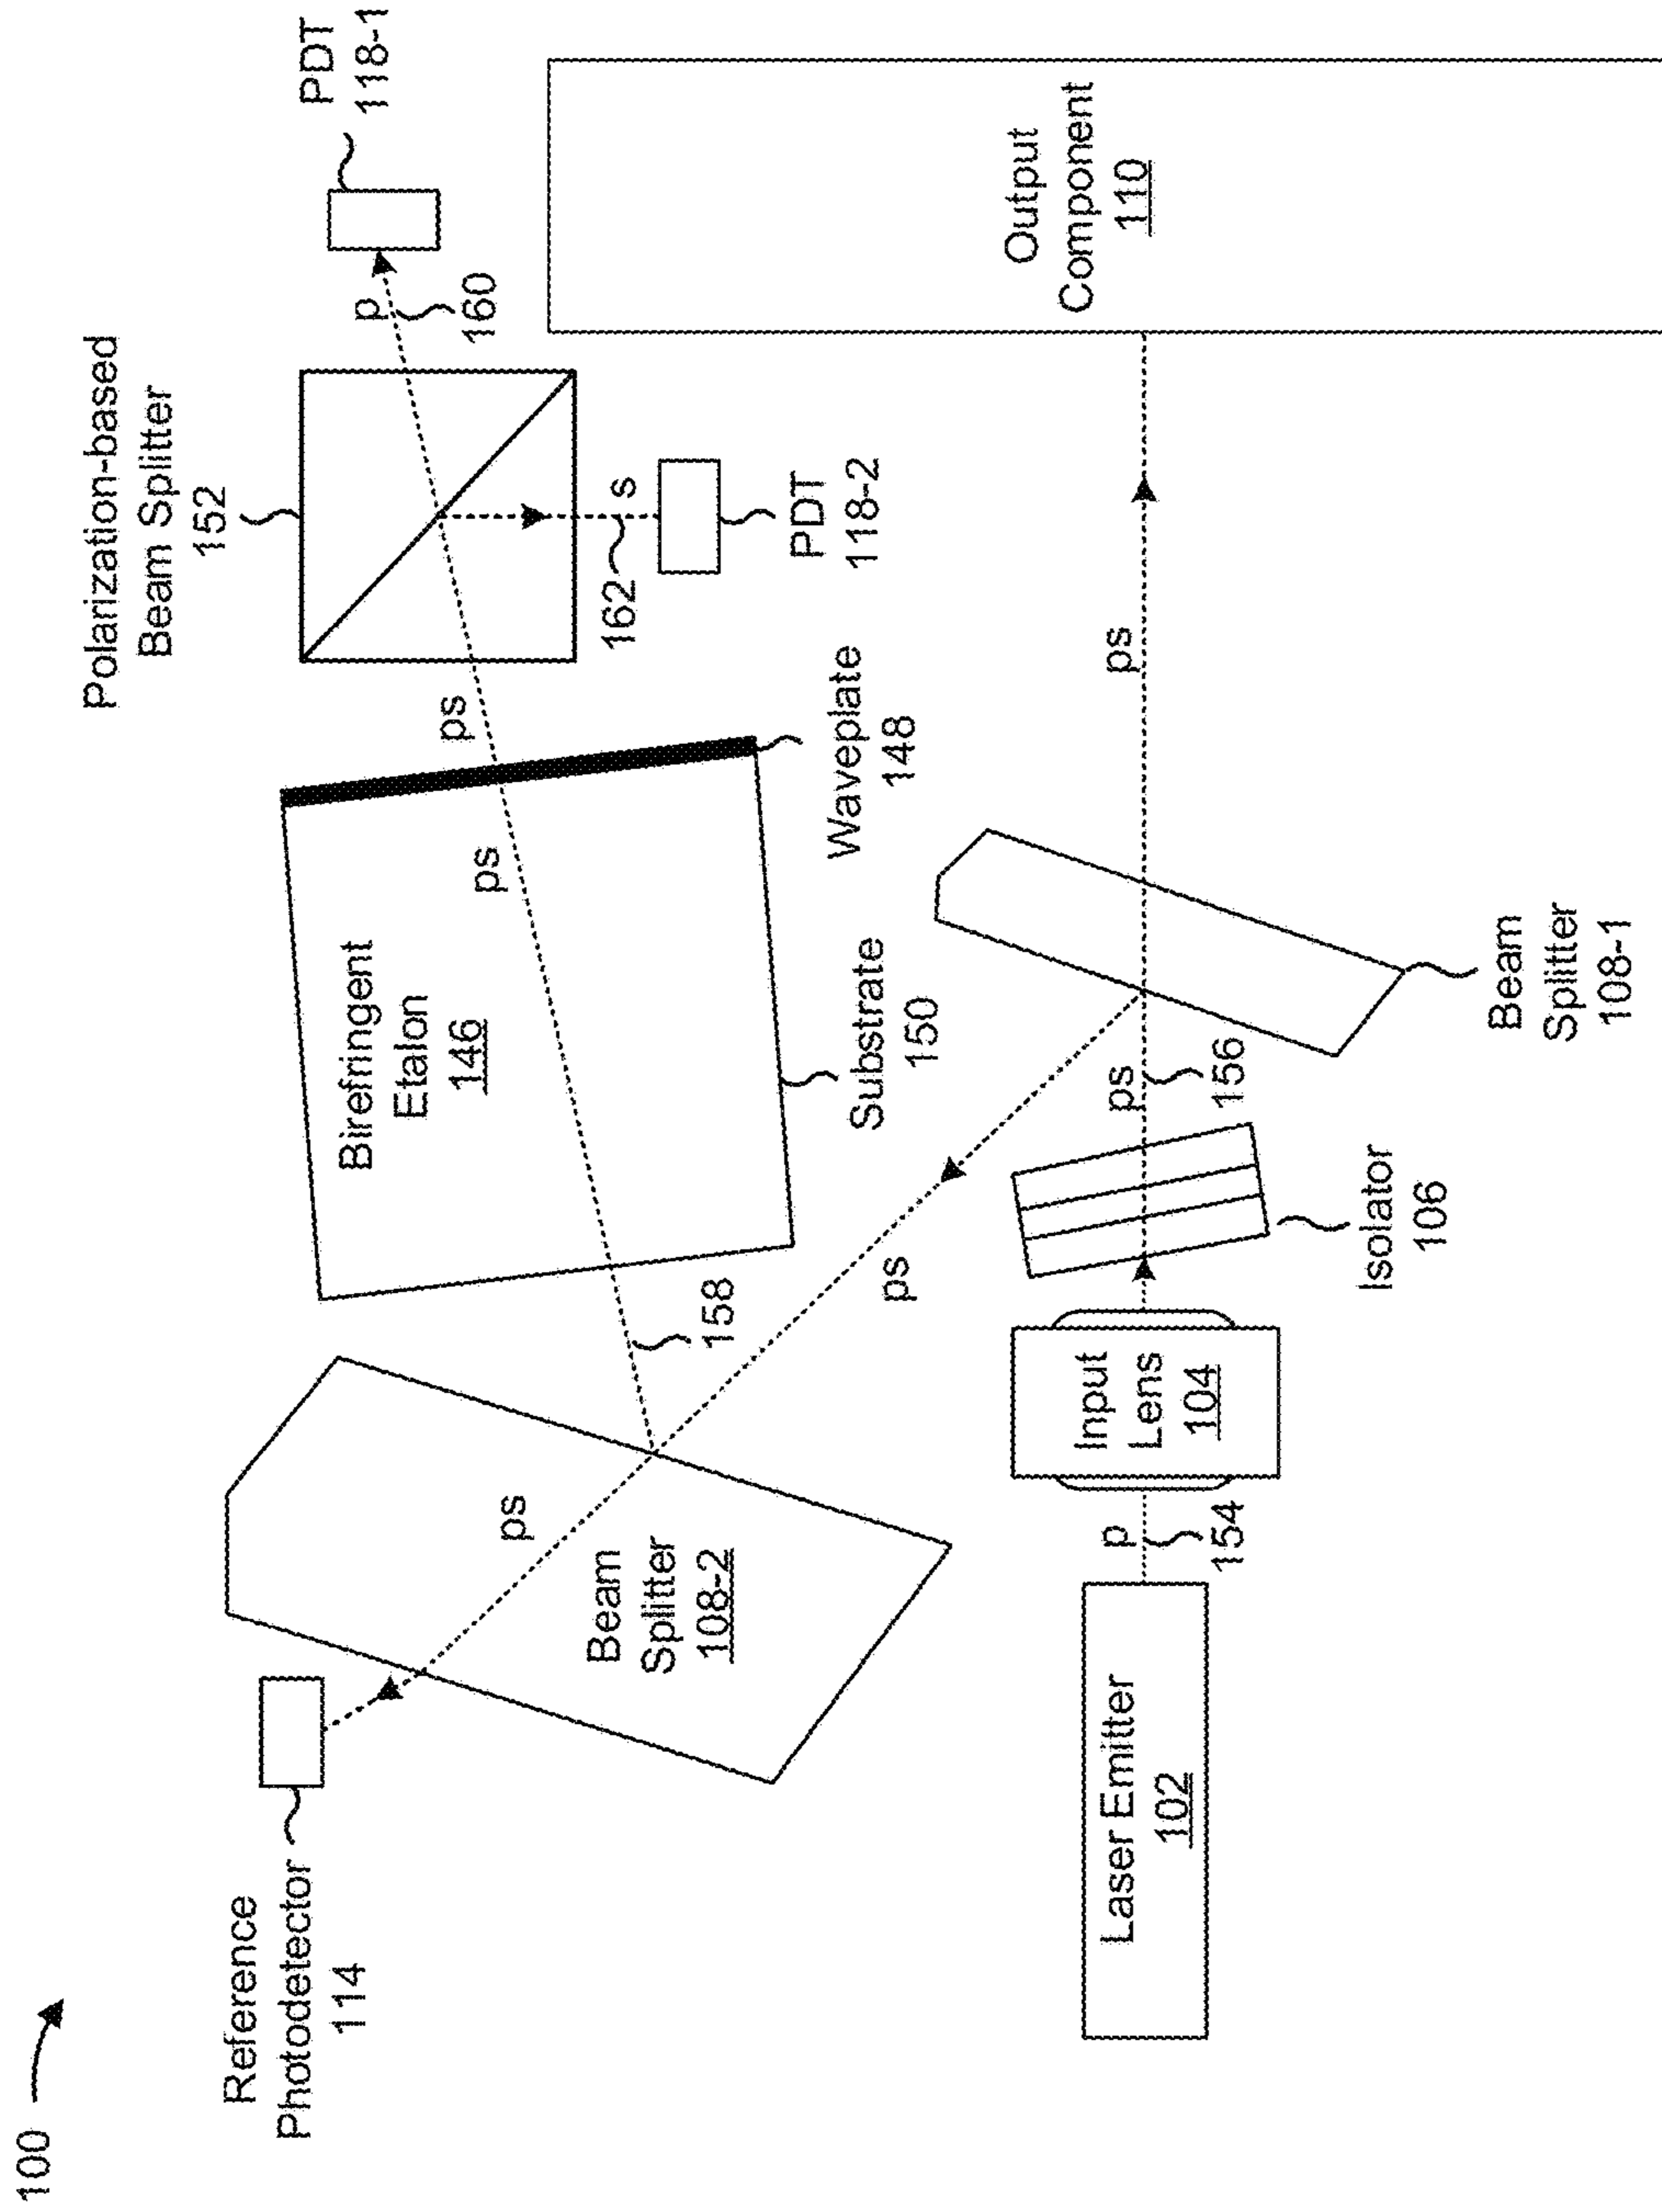 100
Reference
Photodetector
114
Polarization-based
Beam Splitter
152
PDT
118-1
Birefringent
Etalon
146
ps
ps
p
160
s
162
PDT
118-2
Waveplate
148
Substrate
150
158
ps
Beam
Splitter
108-2
ps
Laser Emitter
102
p
154
Input
Lens
104
Isolator
106
ps
156
Beam
Splitter
108-1
ps
Output
Component
110